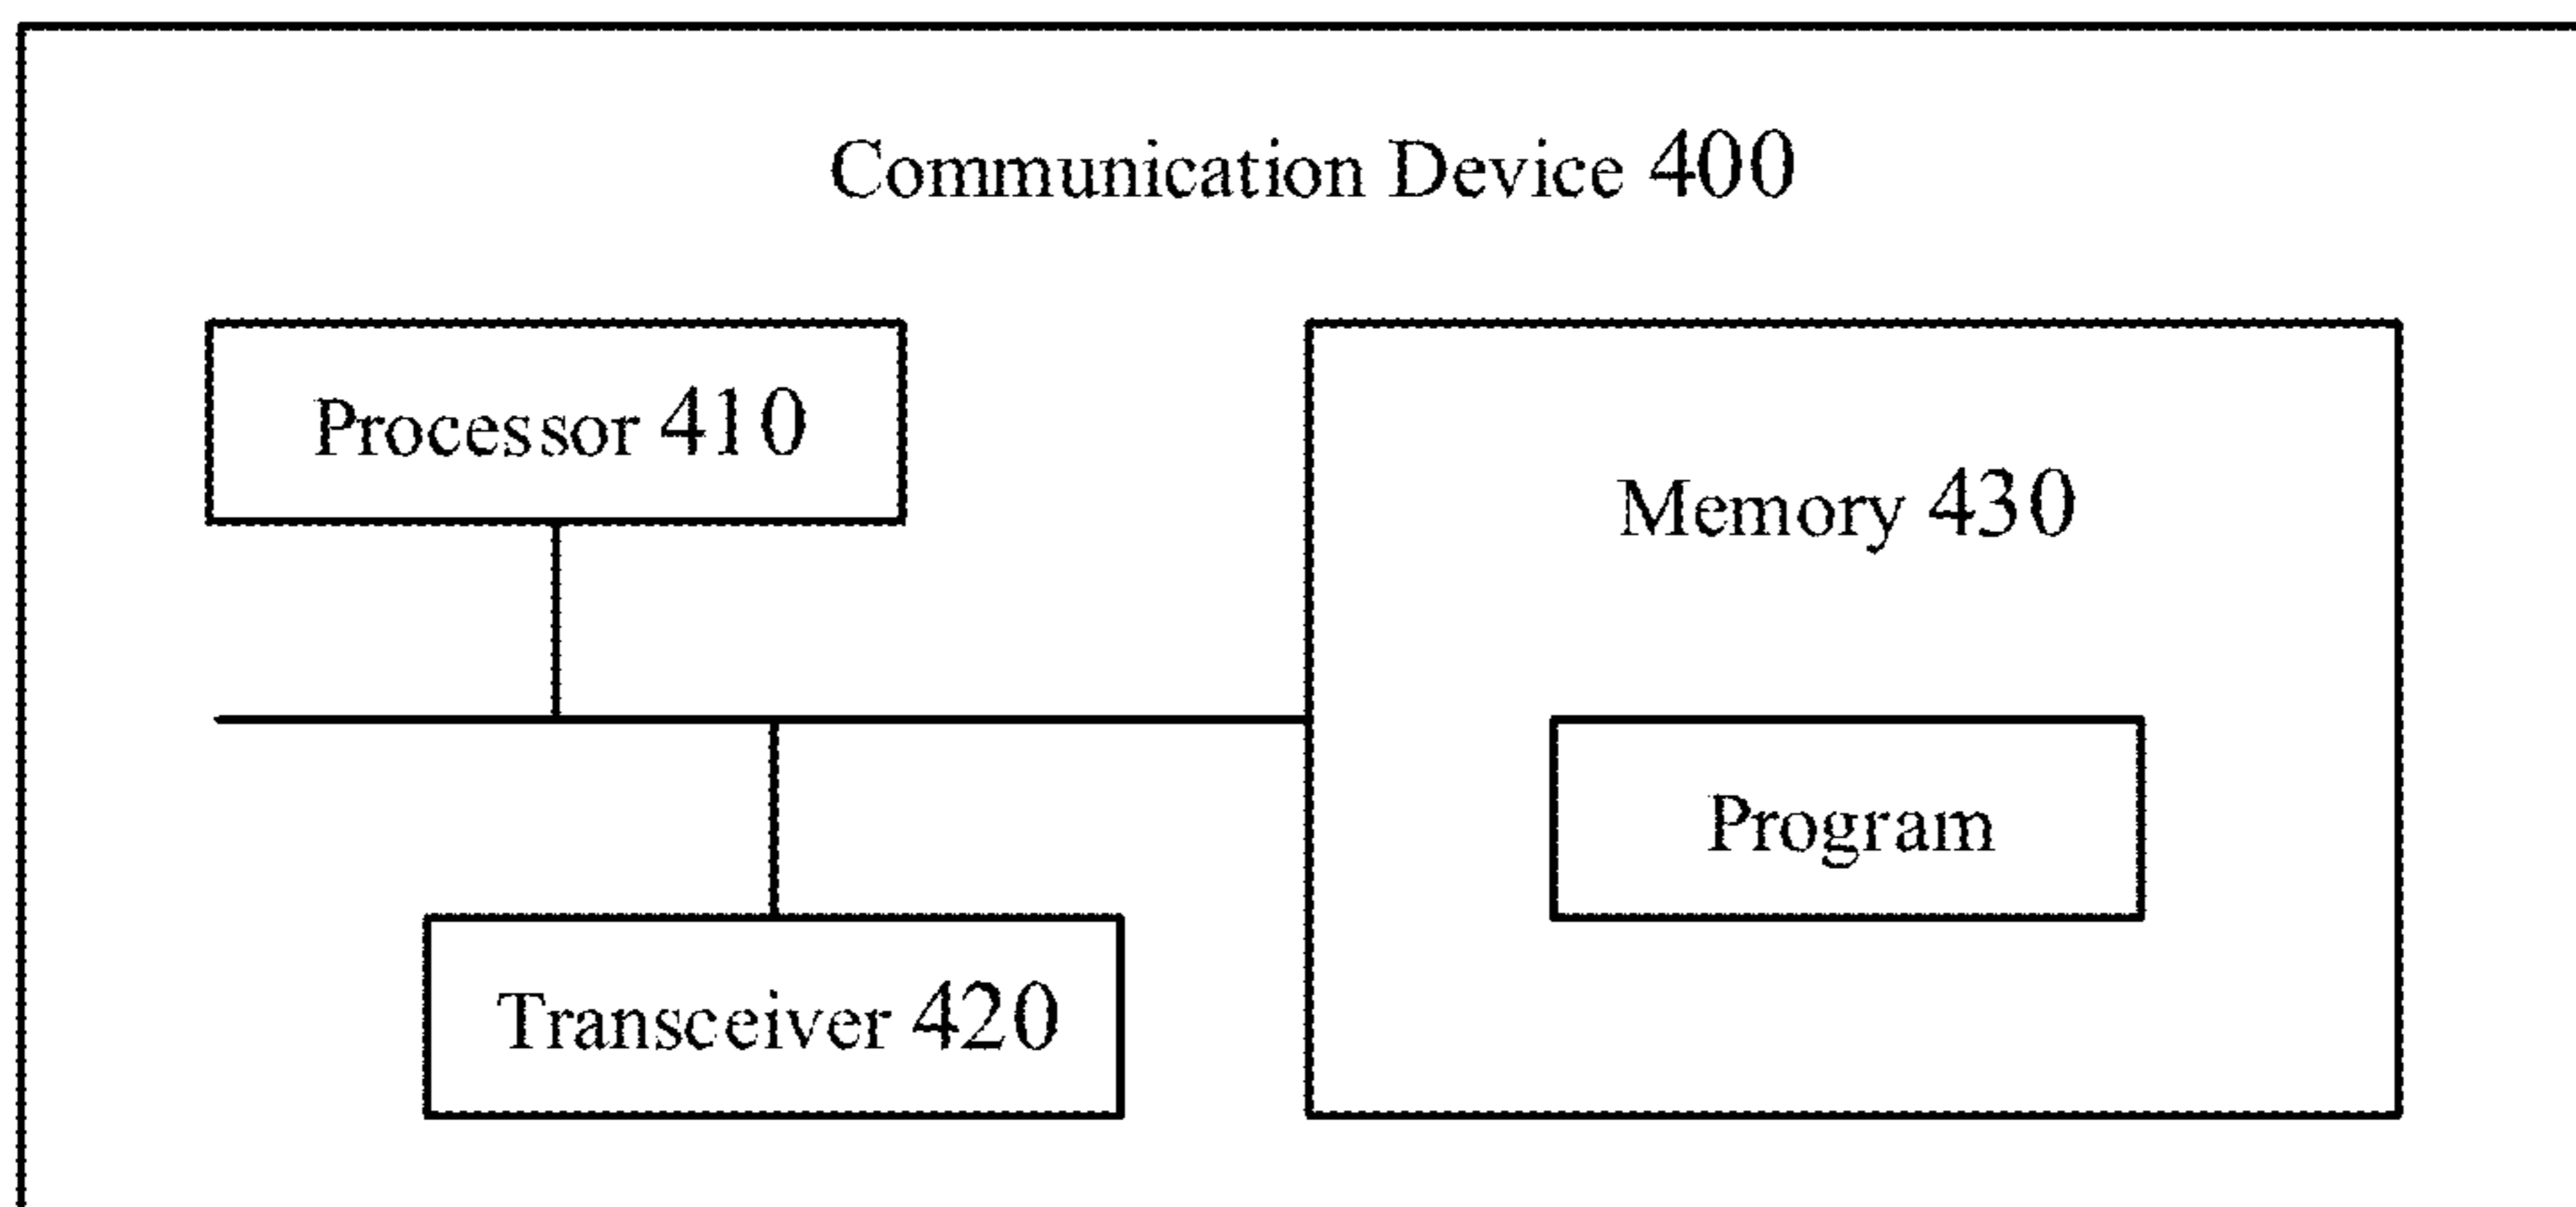 Communication Device 400
Processor 410
Memory 430
Program
Transceiver 420